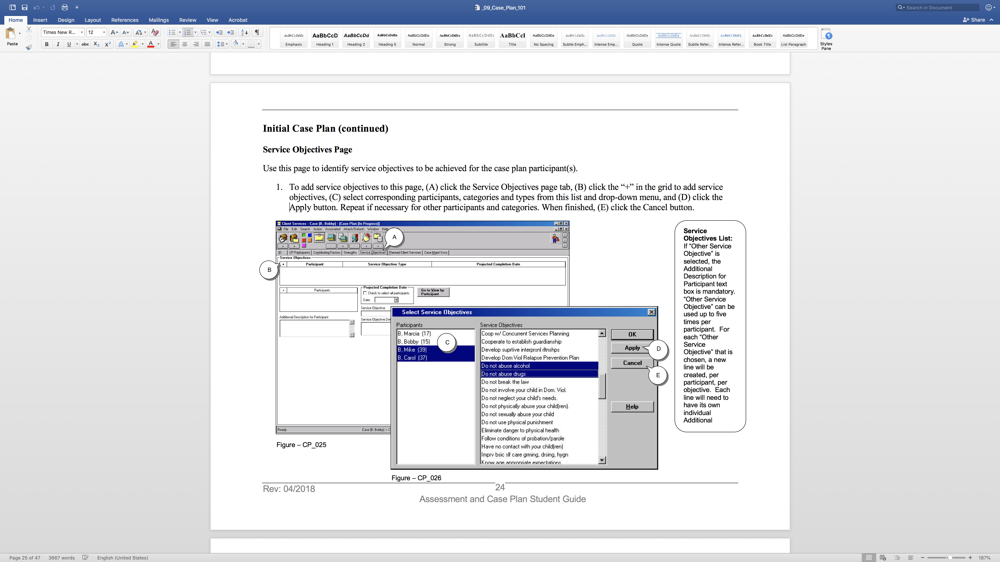 _09_Case_Plan_101
Search in Document
Home Insert Design Layout References Mailings Review View Acrobat
Share
Paste
Times New R... 12
AaBbCcDdEe AaBbCcD AaBbCcDd AaBbCcDdEe AaBbCcDdEe AaBbCcDdEe AaBbCcDdE AaBbCcI AaBbCcDdEe AaBbCcDdEe AaBbCcDdEe AaBbCcDdEe AaBbCcDdEe AaBbCcDdEe AaBbCcDdEe AaBbCcDdEe AaBbCcDdEe
Emphasis Heading 1 Heading 2 Heading 5 Normal Strong Subtitle Title No Spacing Subtle Emph... Intense Emp... Quote Intense Quote Subtle Refer... Intense Refer... Book Title List Paragraph
Styles
Pane
Initial Case Plan (continued)
Service Objectives Page
Use this page to identify service objectives to be achieved for the case plan participant(s).
1. To add service objectives to this page, (A) click the Service Objectives page tab, (B) click the “+” in the grid to add service
objectives, (C) select corresponding participants, categories and types from this list and drop-down menu, and (D) click the
Apply button. Repeat if necessary for other participants and categories. When finished, (E) click the Cancel button.
Client Services - Case [B, Bobby] - [Case Plan [In Progress]]
File Edit Search Action Associated Attach/Detach Window Help
A
ID CP Participants Contributing Factors Strengths Service Objectives Planned Client Services Case Mgmt Svcs
Service Objectives
B
+ Participant Service Objective Type Projected Completion Date
+ Participants
Projected Completion Date
Check to select all participants
Date
Go to View by
Participant
Service Objective
Additional Description for Participant
Service Objective Det
Ready
Case [B, Bobby] -> C
Select Service Objectives
Participants
B, Marcia (17)
B, Bobby (15)
B, Mike (39)
B, Carol (37)
C
Service Objectives
Coop w/ Concurrent Services Planning
Cooperate to establish guardianship
Develop suprtive interprsnl rltnshps
Develop Dom Viol Relapse Prevention Plan
Do not abuse alcohol
Do not abuse drugs
Do not break the law
Do not involve your child in Dom. Viol.
Do not neglect your child's needs.
Do not physically abuse your child(ren).
Do not sexually abuse your child
Do not use physical punishment
Eliminate danger to physical health
Follow conditions of probation/parole
Have no contact with your child(ren)
Imprv bsic slf care grming, drsing, hygn
Know age appropriate expectations
OK
Apply
D
Cancel
E
Help
Service
Objectives List:
If “Other Service
Objective” is
selected, the
Additional
Description for
Participant text
box is mandatory.
“Other Service
Objective” can be
used up to five
times per
participant. For
each “Other
Service
Objective” that is
chosen, a new
line will be
created, per
participant, per
objective. Each
line will need to
have its own
individual
Additional
Figure – CP_025
Figure – CP_026
Rev: 04/2018
24
Assessment and Case Plan Student Guide
Page 25 of 47 3667 words English (United States)
187%